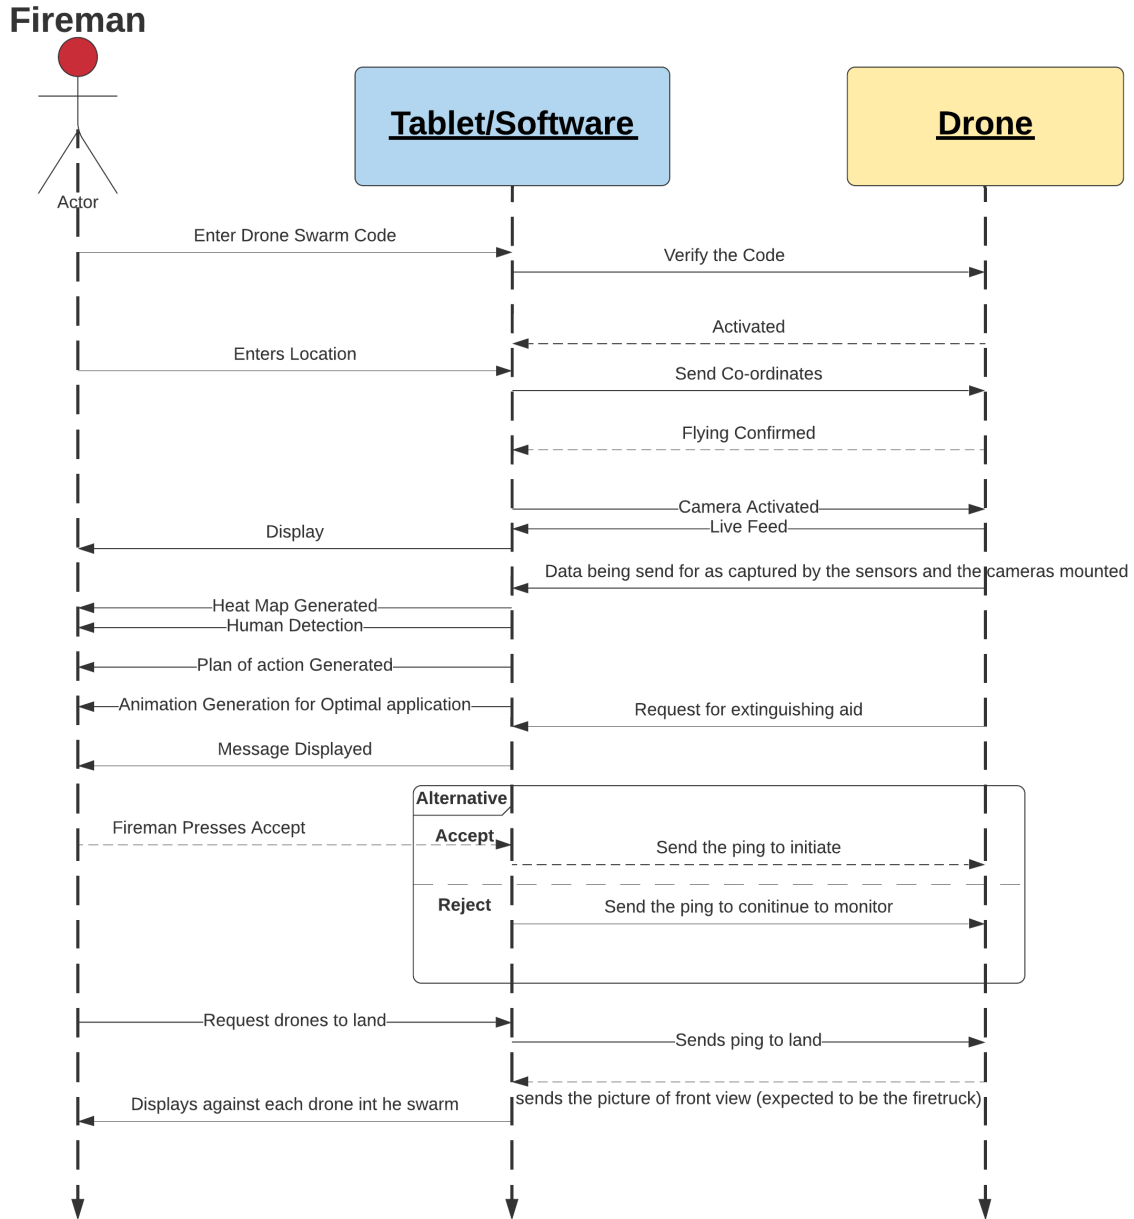 Fireman
Tablet/Software
Drone
Actor
Enter Drone Swarm Code
Verify the Code
Activated
Enters Location
Send Co-ordinates
Flying Confirmed
Camera Activated
Live Feed
Display
Data being send for as captured by the sensors and the cameras mounted
Heat Map Generated
Human Detection
Plan of action Generated
Animation Generation for Optimal application
Request for extinguishing aid
Message Displayed
Alternative
Fireman Presses Accept
Accept
Send the ping to initiate
Reject
Send the ping to conitinue to monitor
Request drones to land
Sends ping to land
sends the picture of front view (expected to be the firetruck)
Displays against each drone int he swarm